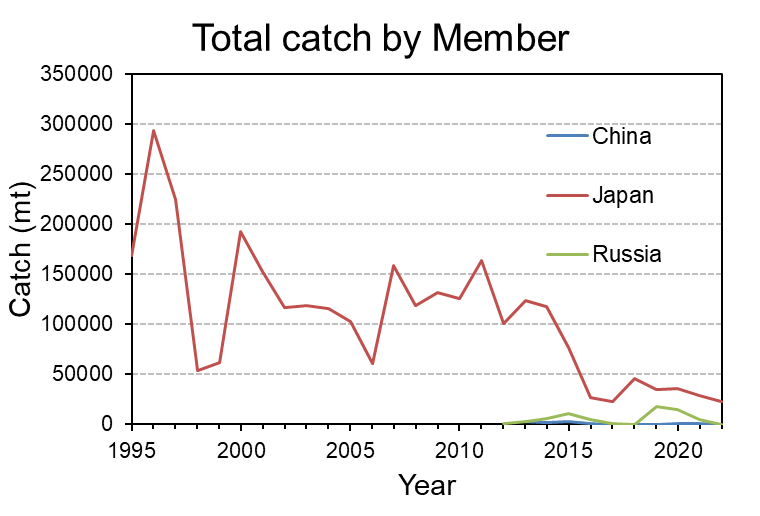 Total catch by Member
350000
300000
250000
200000
150000
100000
50000
0
Catch (mt)
China
Japan
Russia
1995 2000 2005 2010 2015 2020
Year